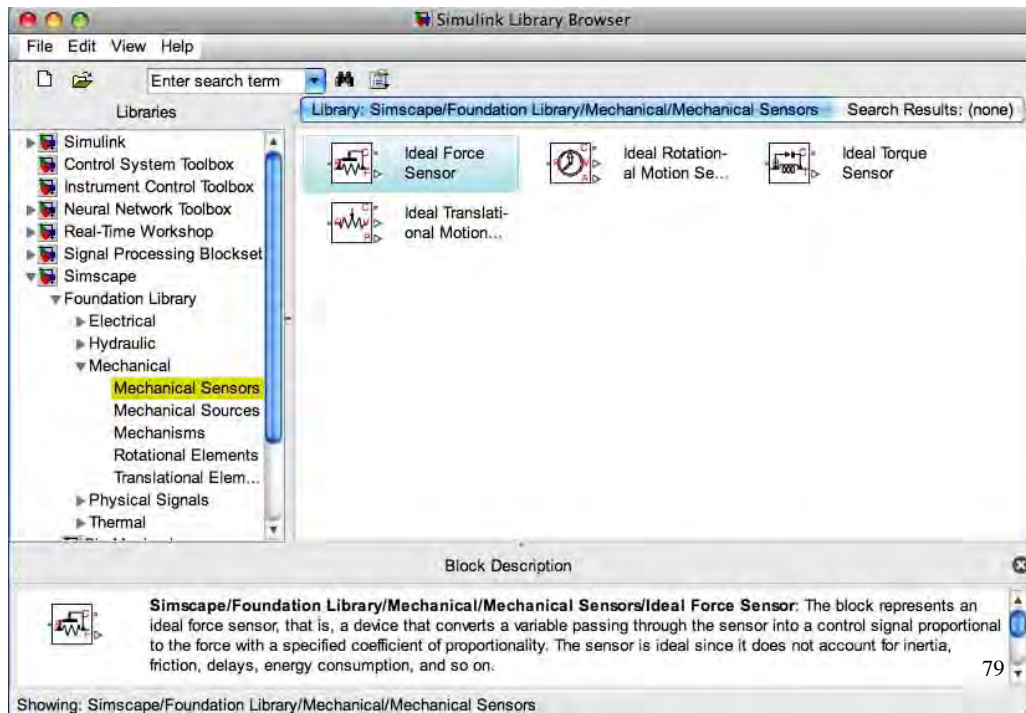 Simulink Library Browser
File Edit View Help
Enter search term
Libraries
Library: Simscape/Foundation Library/Mechanical/Mechanical Sensors
Search Results: (none)
Simulink
Control System Toolbox
Instrument Control Toolbox
Neural Network Toolbox
Real-Time Workshop
Signal Processing Blockset
Simscape
Foundation Library
Electrical
Hydraulic
Mechanical
Mechanical Sensors
Mechanical Sources
Mechanisms
Rotational Elements
Translational Elem...
Physical Signals
Thermal
Ideal Force
Sensor
Ideal Rotation-
al Motion Se...
Ideal Torque
Sensor
Ideal Translati-
onal Motion...
Block Description
Simscape/Foundation Library/Mechanical/Mechanical Sensors/Ideal Force Sensor: The block represents an
ideal force sensor, that is, a device that converts a variable passing through the sensor into a control signal proportional
to the force with a specified coefficient of proportionality. The sensor is ideal since it does not account for inertia,
friction, delays, energy consumption, and so on.
79
Showing: Simscape/Foundation Library/Mechanical/Mechanical Sensors